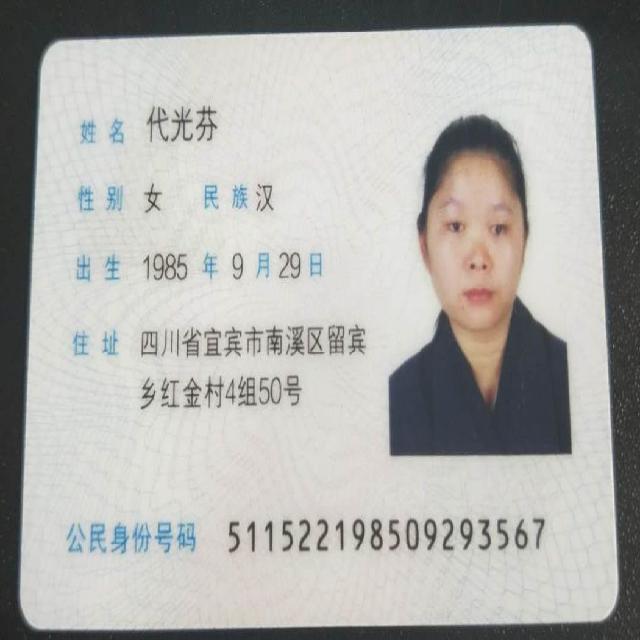 姓名 代光芬
性别 女 民族 汉
出生 1985 年 9 月 29 日
住址 四川省宜宾市南溪区留宾
乡红金村4组50号
公民身份号码 511522198509293567